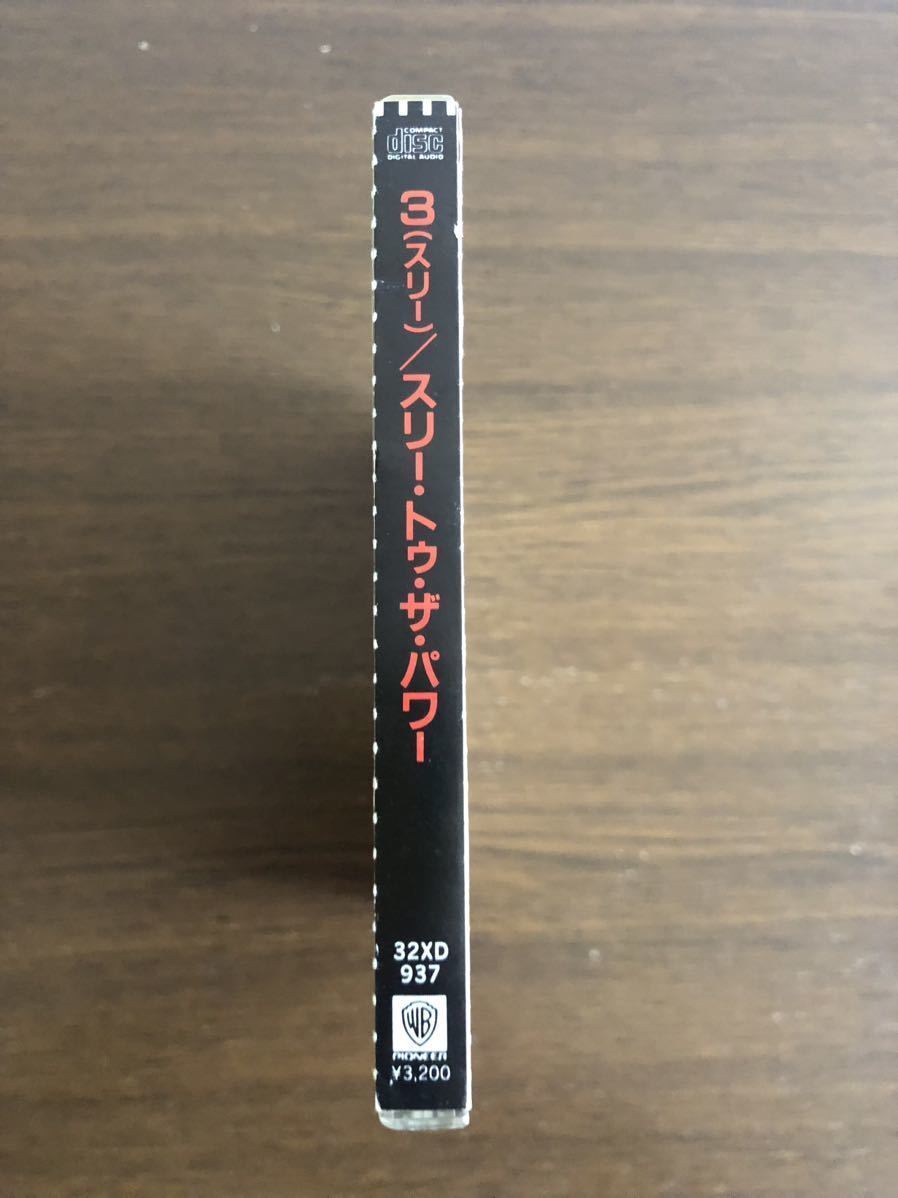 COMPACT
disc
DIGITAL AUDIO
3(スリー)／スリー・トゥ・ザ・パワー
32XD
937
WB
PIONEER
¥3,200